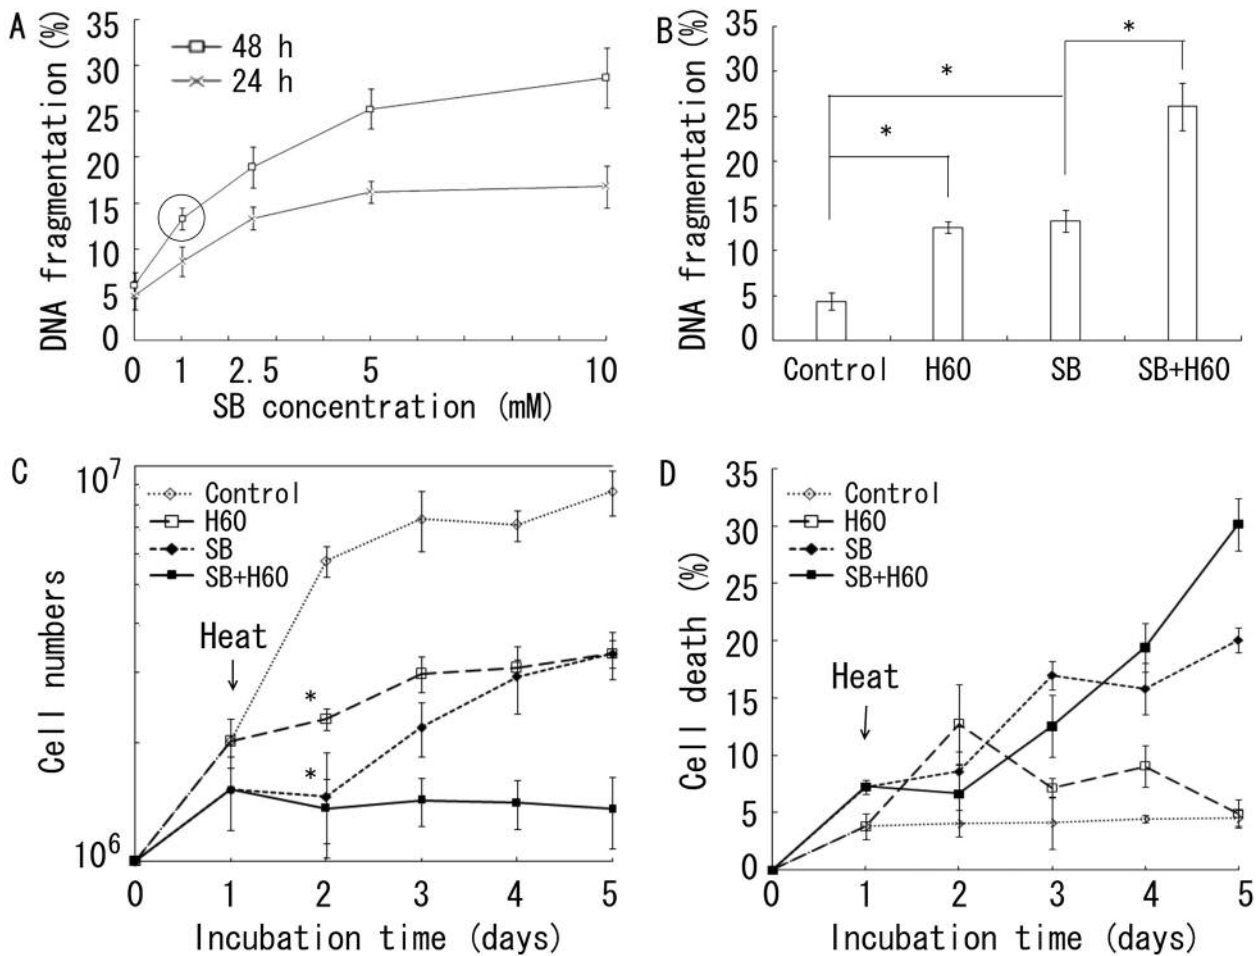 A
DNA fragmentation (%)
35
30
25
20
15
10
5
0
48 h
24 h
0 1 2.5 5 10
SB concentration (mM)
B
DNA fragmentation (%)
35
30
25
20
15
10
5
0
*
*
*
Control H60 SB SB+H60
C
Cell numbers
10⁷
10⁶
Control
H60
SB
SB+H60
Heat
*
*
0 1 2 3 4 5
Incubation time (days)
D
Cell death (%)
35
30
25
20
15
10
5
0
Control
H60
SB
SB+H60
Heat
0 1 2 3 4 5
Incubation time (days)